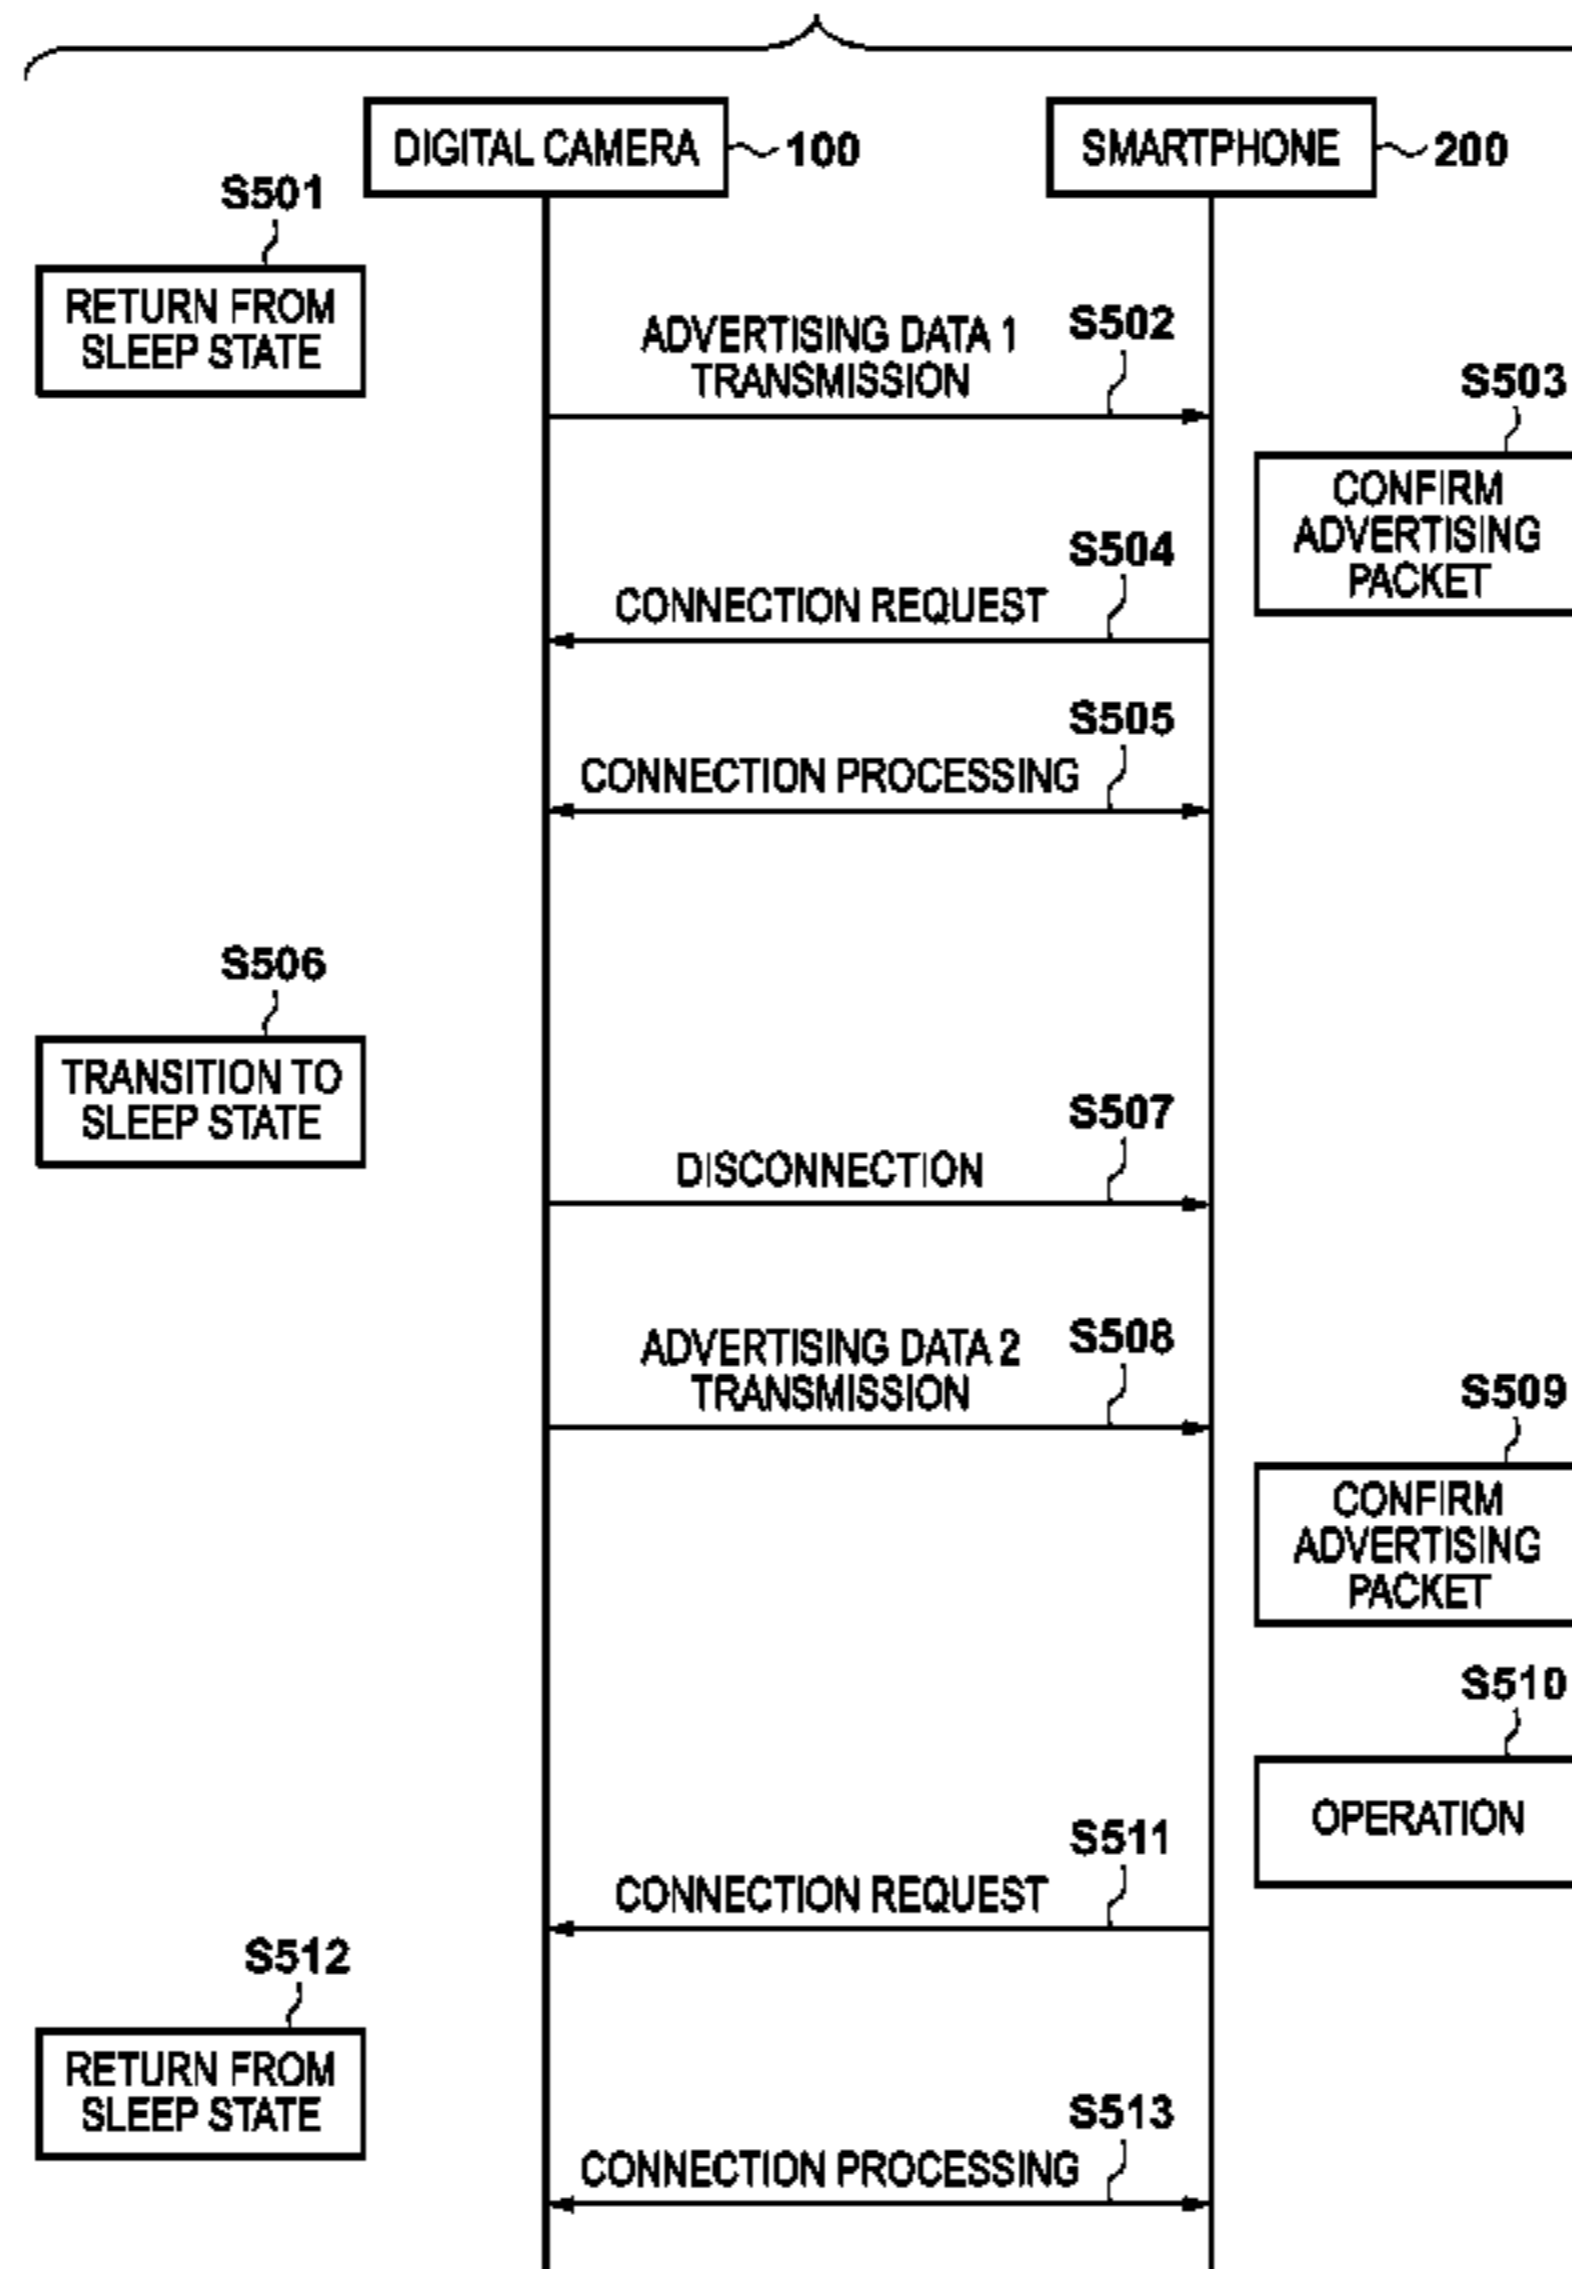 DIGITAL CAMERA
100
SMARTPHONE
200
S501
RETURN FROM
SLEEP STATE
ADVERTISING DATA 1
TRANSMISSION
S502
S503
CONFIRM
ADVERTISING
PACKET
S504
CONNECTION REQUEST
S505
CONNECTION PROCESSING
S506
TRANSITION TO
SLEEP STATE
S507
DISCONNECTION
ADVERTISING DATA 2
TRANSMISSION
S508
S509
CONFIRM
ADVERTISING
PACKET
S510
OPERATION
S511
CONNECTION REQUEST
S512
RETURN FROM
SLEEP STATE
S513
CONNECTION PROCESSING